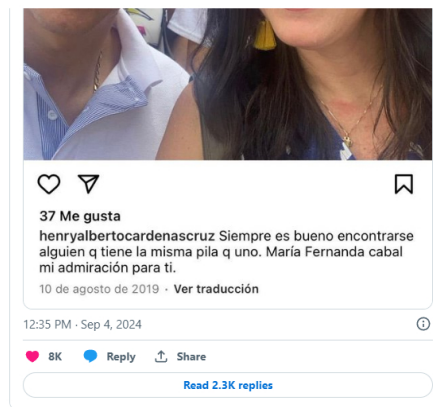 37 Me gusta
henryalbertocardenascruz Siempre es bueno encontrarse
alguien q tiene la misma pila q uno. María Fernanda cabal
mi admiración para ti.
10 de agosto de 2019 · Ver traducción
12:35 PM · Sep 4, 2024
8K Reply Share
Read 2.3K replies